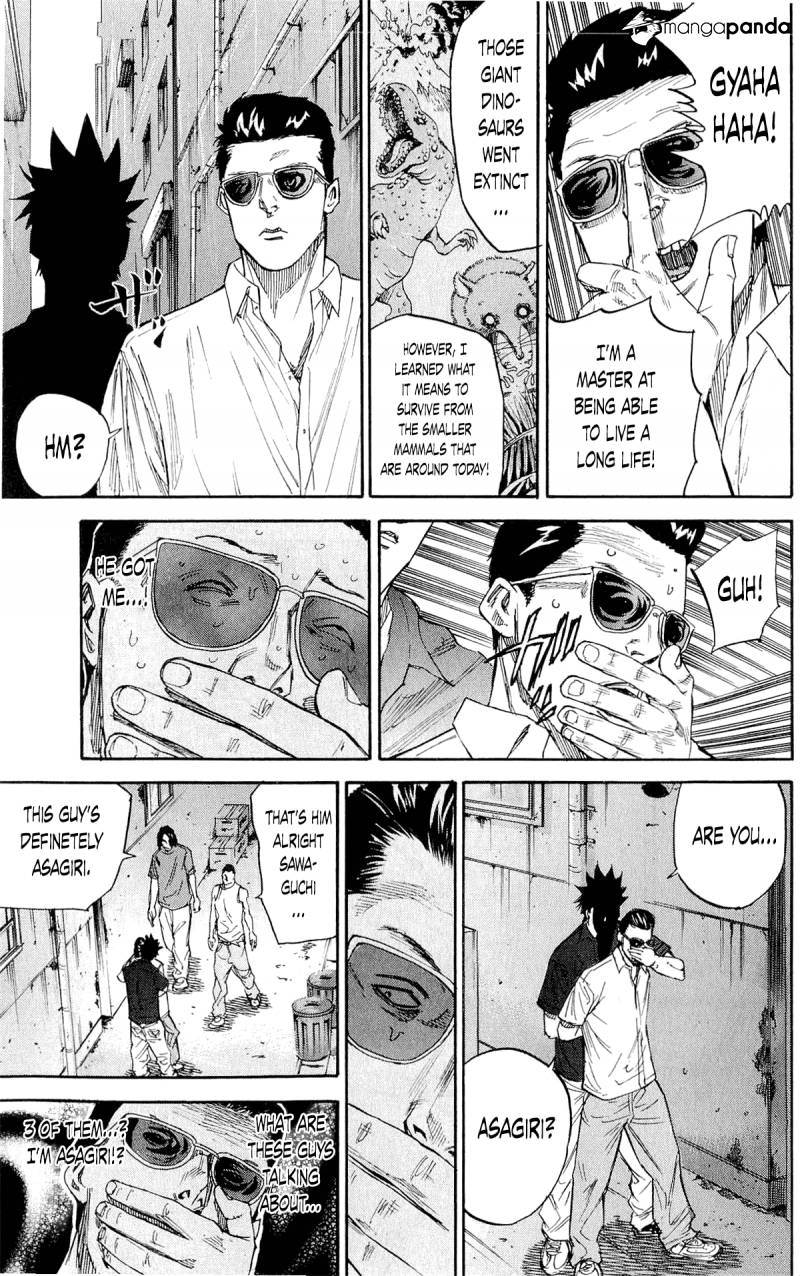 mangapanda
GYAHA
HAHA!
I'M A
MASTER AT
BEING ABLE
TO LIVE A
LONG LIFE!
THOSE
GIANT
DINO-
SAURS
WENT
EXTINCT
...
HOWEVER, I
LEARNED WHAT
IT MEANS TO
SURVIVE FROM
THE SMALLER
MAMMALS THAT
ARE AROUND TODAY!
ザ
HM?
GUH!
HE GOT
ME...!
ARE YOU...
ASAGIRI?
THAT'S HIM
ALRIGHT
SAWA-
GUCHI
...
THIS GUY'S
DEFINETELY
ASAGIRI.
WHAT ARE
THESE GUYS
TALKING
ABOUT...
3 OF THEM...?
I'M ASAGIRI!?